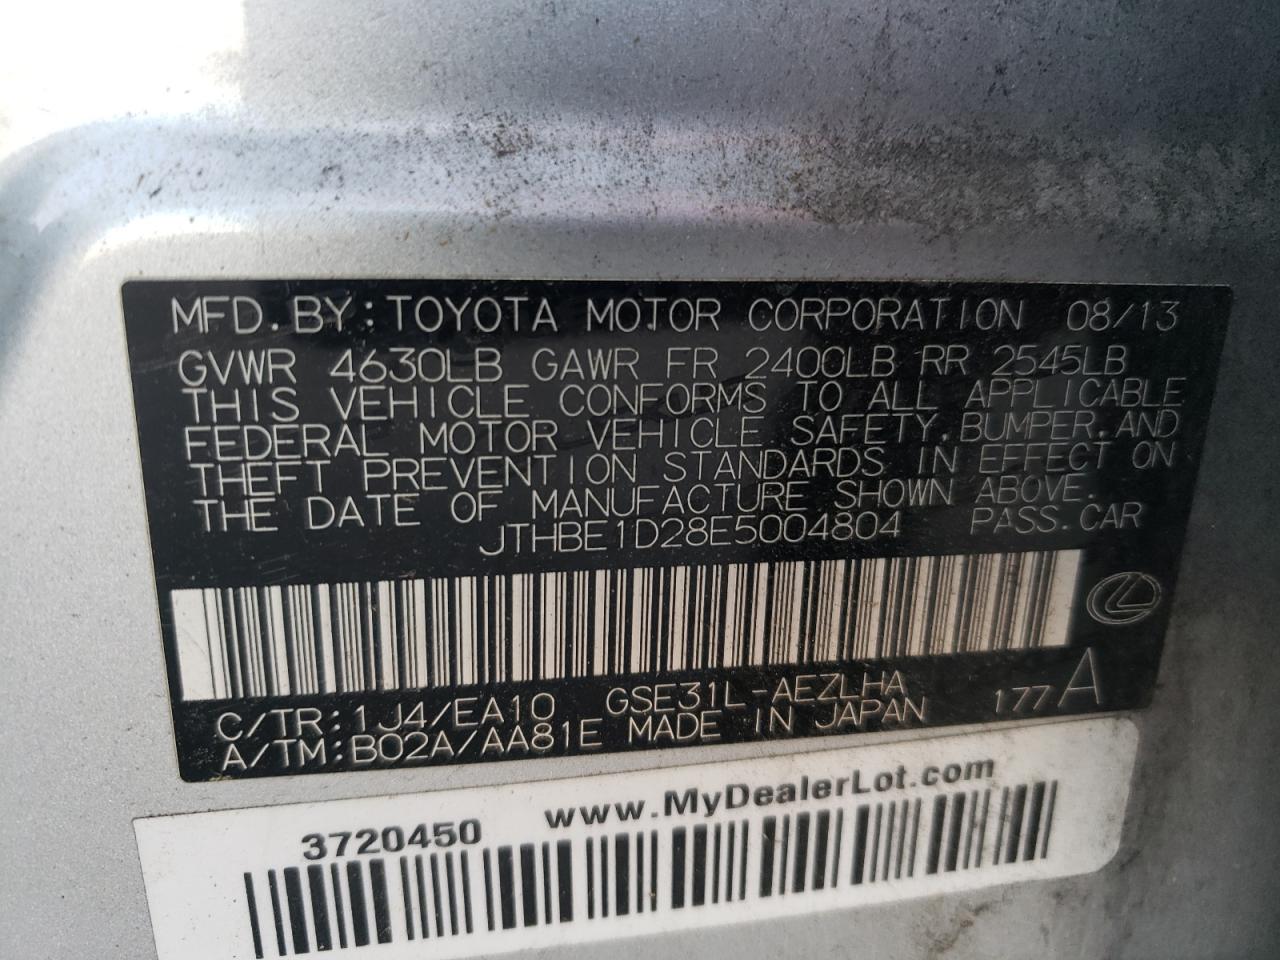 MFD.BY:TOYOTA MOTOR CORPORATION 08/13
GVWR 4630LB GAWR FR 2400LB RR 2545LB
THIS VEHICLE CONFORMS TO ALL APPLICABLE
FEDERAL MOTOR VEHICLE SAFETY,BUMPER,AND
THEFT PREVENTION STANDARDS IN EFFECT ON
THE DATE OF MANUFACTURE SHOWN ABOVE.
JTHBE1D28E5004804 PASS.CAR
C/TR:1J4/EA10 GSE31L-AEZLHA 177A
A/TM:B02A/AA81E MADE IN JAPAN
3720450 www.MyDealerLot.com